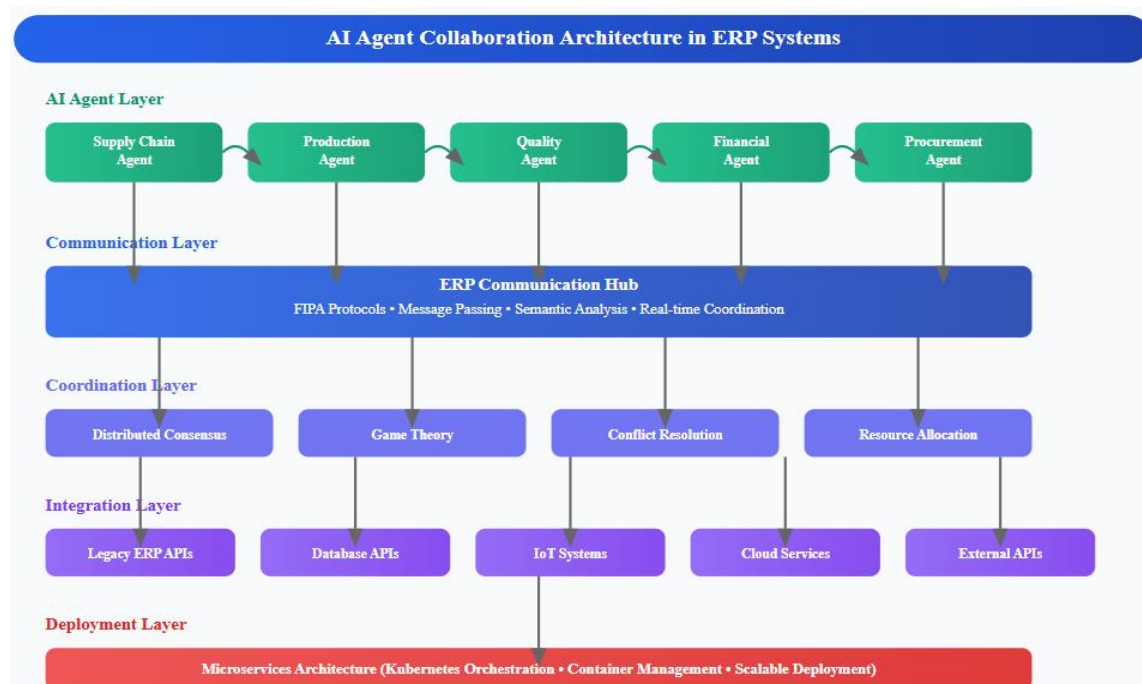 AI Agent Collaboration Architecture in ERP Systems
AI Agent Layer
Supply Chain
Agent
Production
Agent
Quality
Agent
Financial
Agent
Procurement
Agent
Communication Layer
ERP Communication Hub
FIPA Protocols • Message Passing • Semantic Analysis • Real-time Coordination
Coordination Layer
Distributed Consensus
Game Theory
Conflict Resolution
Resource Allocation
Integration Layer
Legacy ERP APIs
Database APIs
IoT Systems
Cloud Services
External APIs
Deployment Layer
Microservices Architecture (Kubernetes Orchestration • Container Management • Scalable Deployment)